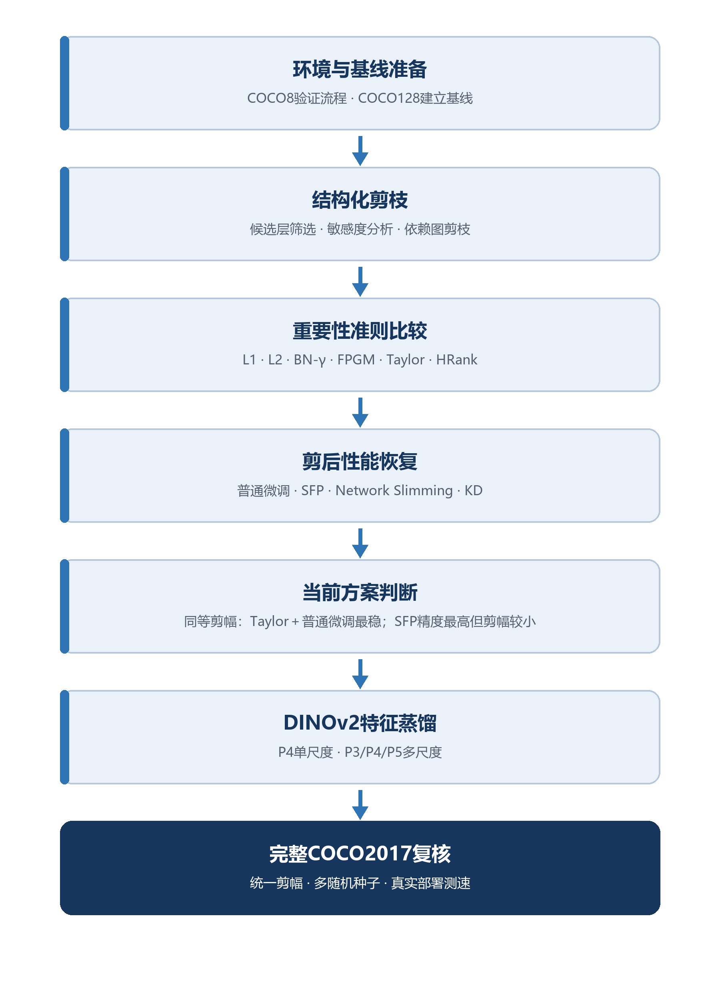 环境与基线准备
COCO8验证流程 · COCO128建立基线
结构化剪枝
候选层筛选 · 敏感度分析 · 依赖图剪枝
重要性准则比较
L1 · L2 · BN-γ · FPGM · Taylor · HRank
剪后性能恢复
普通微调 · SFP · Network Slimming · KD
当前方案判断
同等剪幅：Taylor + 普通微调最稳；SFP精度最高但剪幅较小
DINOv2特征蒸馏
P4单尺度 · P3/P4/P5多尺度
完整COCO2017复核
统一剪幅 · 多随机种子 · 真实部署测速